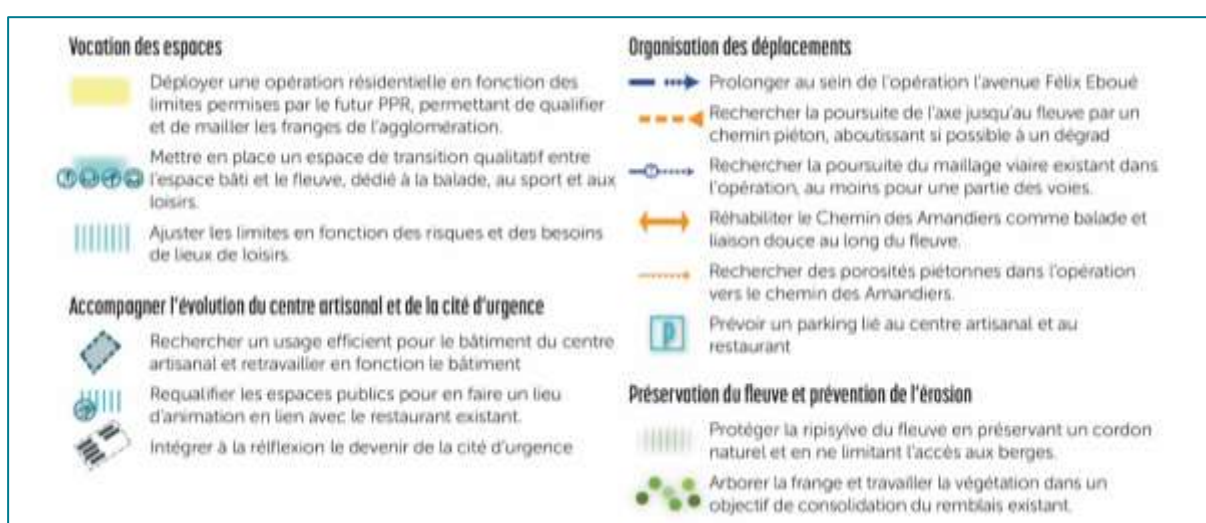 Vocation des espaces
Déployer une opération résidentielle en fonction des
limites permises par le futur PPR, permettant de qualifier
et de mailler les franges de l'agglomération.
Mettre en place un espace de transition qualitatif entre
l'espace bâti et le fleuve, dédié à la balade, au sport et aux
loisirs.
Ajuster les limites en fonction des risques et des besoins
de lieux de loisirs.
Accompagner l'évolution du centre artisanal et de la cité d'urgence
Rechercher un usage efficient pour le bâtiment du centre
artisanal et retravailler en fonction le bâtiment
Requalifier les espaces publics pour en faire un lieu
d'animation en lien avec le restaurant existant.
Intégrer à la rélflexion le devenir de la cité d'urgence
Organisation des déplacements
Prolonger au sein de l'opération l'avenue Félix Eboué
Rechercher la poursuite de l'axe jusqu'au fleuve par un
chemin piéton, aboutissant si possible à un dégrad
Rechercher la poursuite du maillage viaire existant dans
l'opération, au moins pour une partie des voies.
Réhabiliter le Chemin des Amandiers comme balade et
liaison douce au long du fleuve.
Rechercher des porosités piétonnes dans l'opération
vers le chemin des Amandiers.
P
Prévoir un parking lié au centre artisanal et au
restaurant
Préservation du fleuve et prévention de l'érosion
Protéger la ripisylve du fleuve en préservant un cordon
naturel et en ne limitant l'accès aux berges.
Arborer la frange et travailler la végétation dans un
objectif de consolidation du remblais existant.